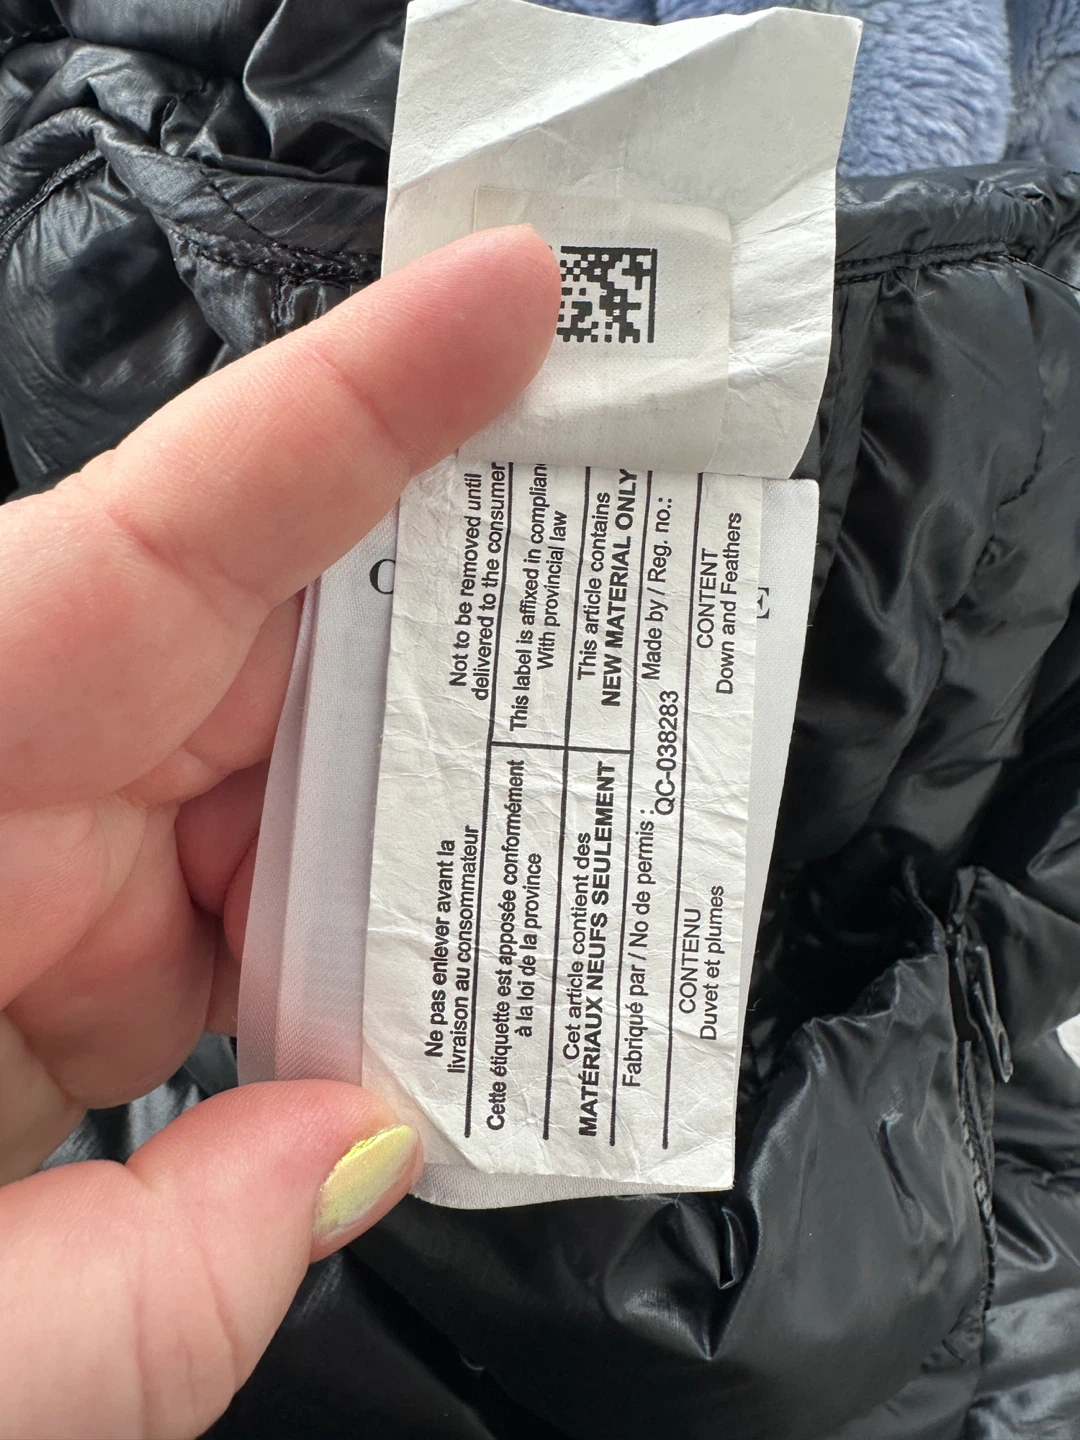 Not to be removed until
delivered to the consumer
This label is affixed in
With provincial law
This article contains
NEW MATERIAL ONLY
Made by / Reg. no.:
QC-038283
CONTENT
Down and Feathers
Ne pas enlever avant la
livraison au consommateur
Cette étiquette est apposée conformément
à la loi de la province
Cet article contient des
MATÉRIAUX NEUFS SEULEMENT
Fabriqué par / No de permis :
CONTENU
Duvet et plumes